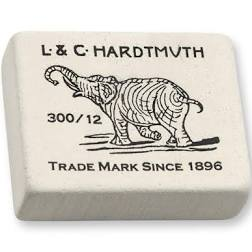 L. & C. HARDTMUTH
300/12
TRADE MARK SINCE 1896